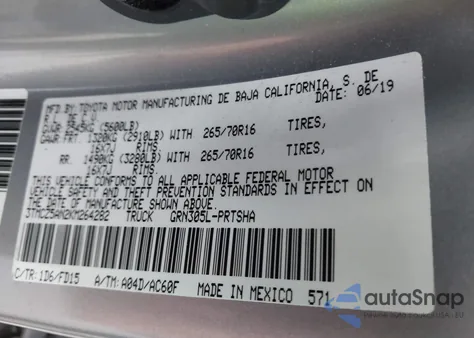 MFD BY: TOYOTA MOTOR MANUFACTURING DE BAJA CALIFORNIA, S. DE
R.L. DE C.V. DATE: 06/19
GVWR (5600LB)
GAWR FRT. 1320KG (2910LB) WITH 265/70R16 TIRES,
16X7J RIMS,
RR. 1490KG (3280LB) WITH 265/70R16 TIRES,
16X7J RIMS,
THIS VEHICLE CONFORMS TO ALL APPLICABLE FEDERAL MOTOR
VEHICLE SAFETY AND THEFT PREVENTION STANDARDS IN EFFECT ON
THE DATE OF MANUFACTURE SHOWN ABOVE.
3TMCZ5AN2KM264282 TRUCK GRN305L-PRTSHA
C/TR: 1D6/FD15 A/TM: A04D/AC60F MADE IN MEXICO 571
autaSnap